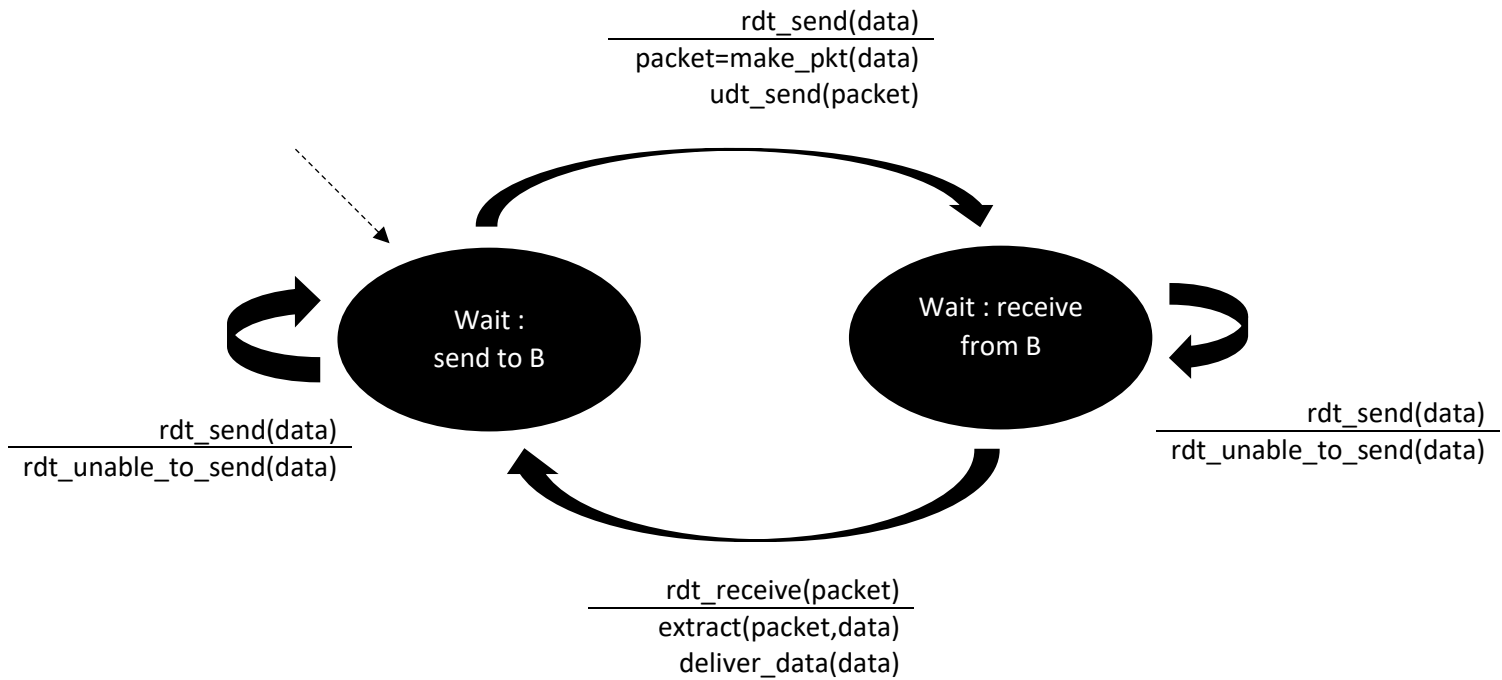 rdt_send(data)
packet=make_pkt(data)
udt_send(packet)
Wait :
send to B
Wait : receive
from B
rdt_send(data)
rdt_unable_to_send(data)
rdt_send(data)
rdt_unable_to_send(data)
rdt_receive(packet)
extract(packet,data)
deliver_data(data)